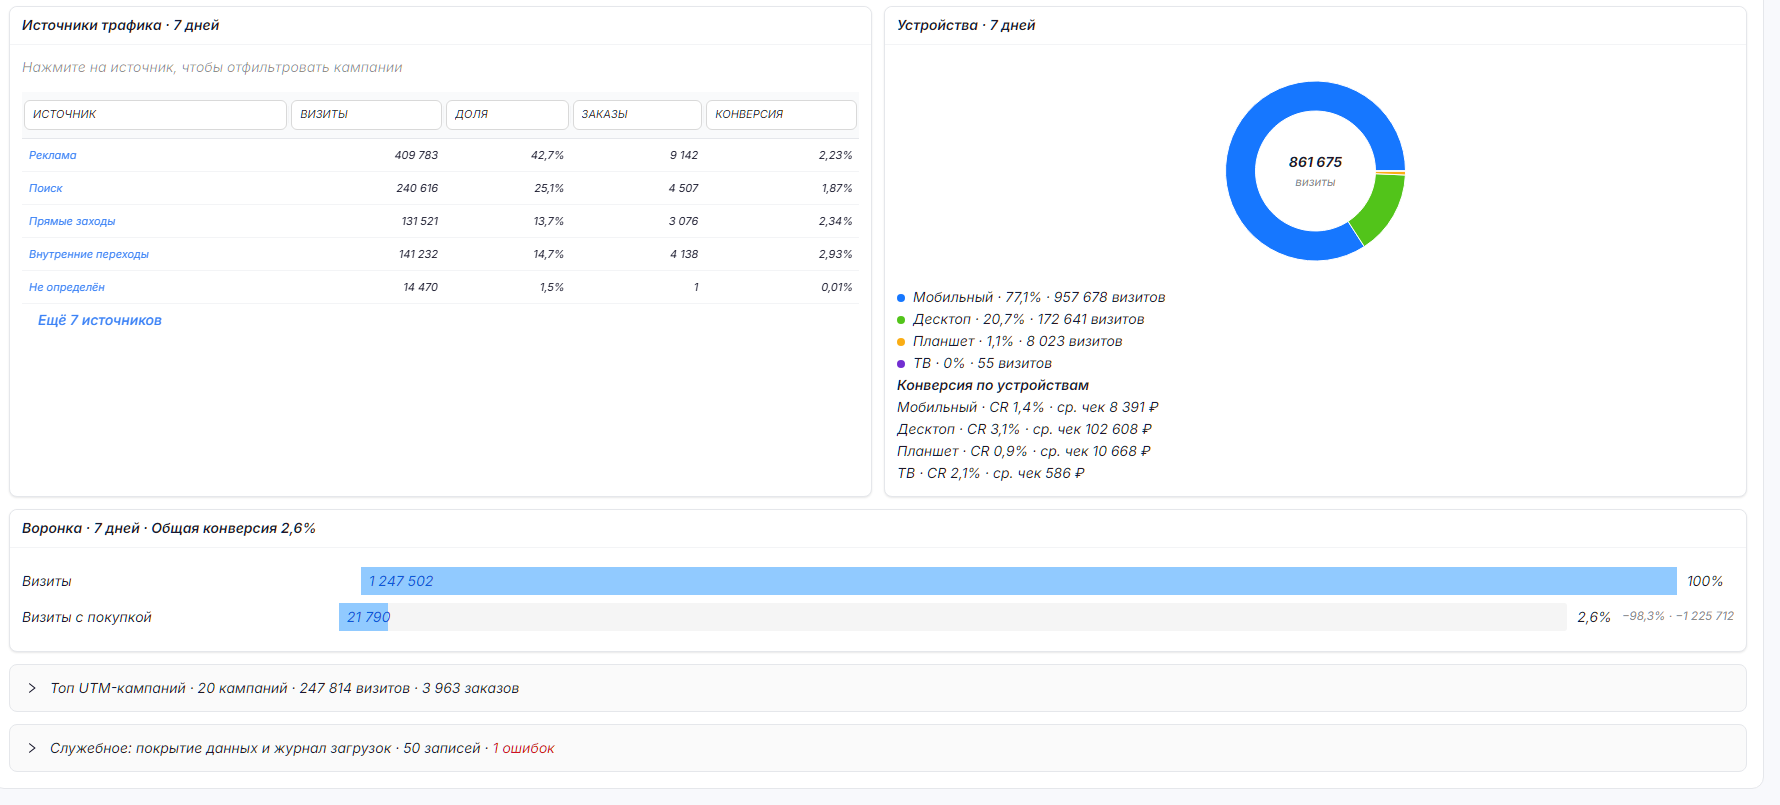 Источники трафика · 7 дней
Нажмите на источник, чтобы отфильтровать кампании
ИСТОЧНИК ВИЗИТЫ ДОЛЯ ЗАКАЗЫ КОНВЕРСИЯ
Реклама 409 783 42,7% 9 142 2,23%
Поиск 240 616 25,1% 4 507 1,87%
Прямые заходы 131 521 13,7% 3 076 2,34%
Внутренние переходы 141 232 14,7% 4 138 2,93%
Не определён 14 470 1,5% 1 0,01%
Ещё 7 источников
Устройства · 7 дней
861 675
визиты
Мобильный · 77,1% · 957 678 визитов
Десктоп · 20,7% · 172 641 визитов
Планшет · 1,1% · 8 023 визитов
ТВ · 0% · 55 визитов
Конверсия по устройствам
Мобильный · CR 1,4% · ср. чек 8 391 ₽
Десктоп · CR 3,1% · ср. чек 102 608 ₽
Планшет · CR 0,9% · ср. чек 10 668 ₽
ТВ · CR 2,1% · ср. чек 586 ₽
Воронка · 7 дней · Общая конверсия 2,6%
Визиты 1 247 502 100%
Визиты с покупкой 21 790 2,6% −98,3% · −1 225 712
Топ UTM-кампаний · 20 кампаний · 247 814 визитов · 3 963 заказов
Служебное: покрытие данных и журнал загрузок · 50 записей · 1 ошибок